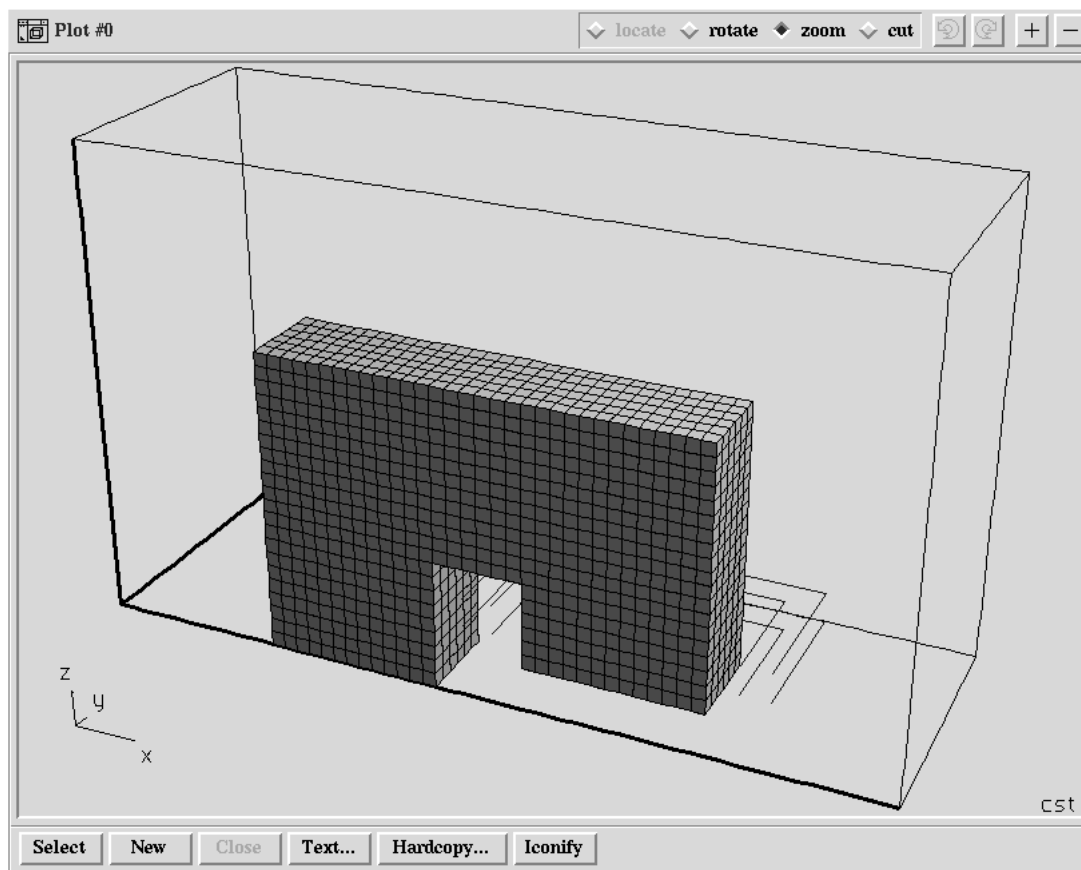 Plot #0 locate rotate zoom cut + −
z
y
x
cst
Select New Close Text... Hardcopy... Iconify